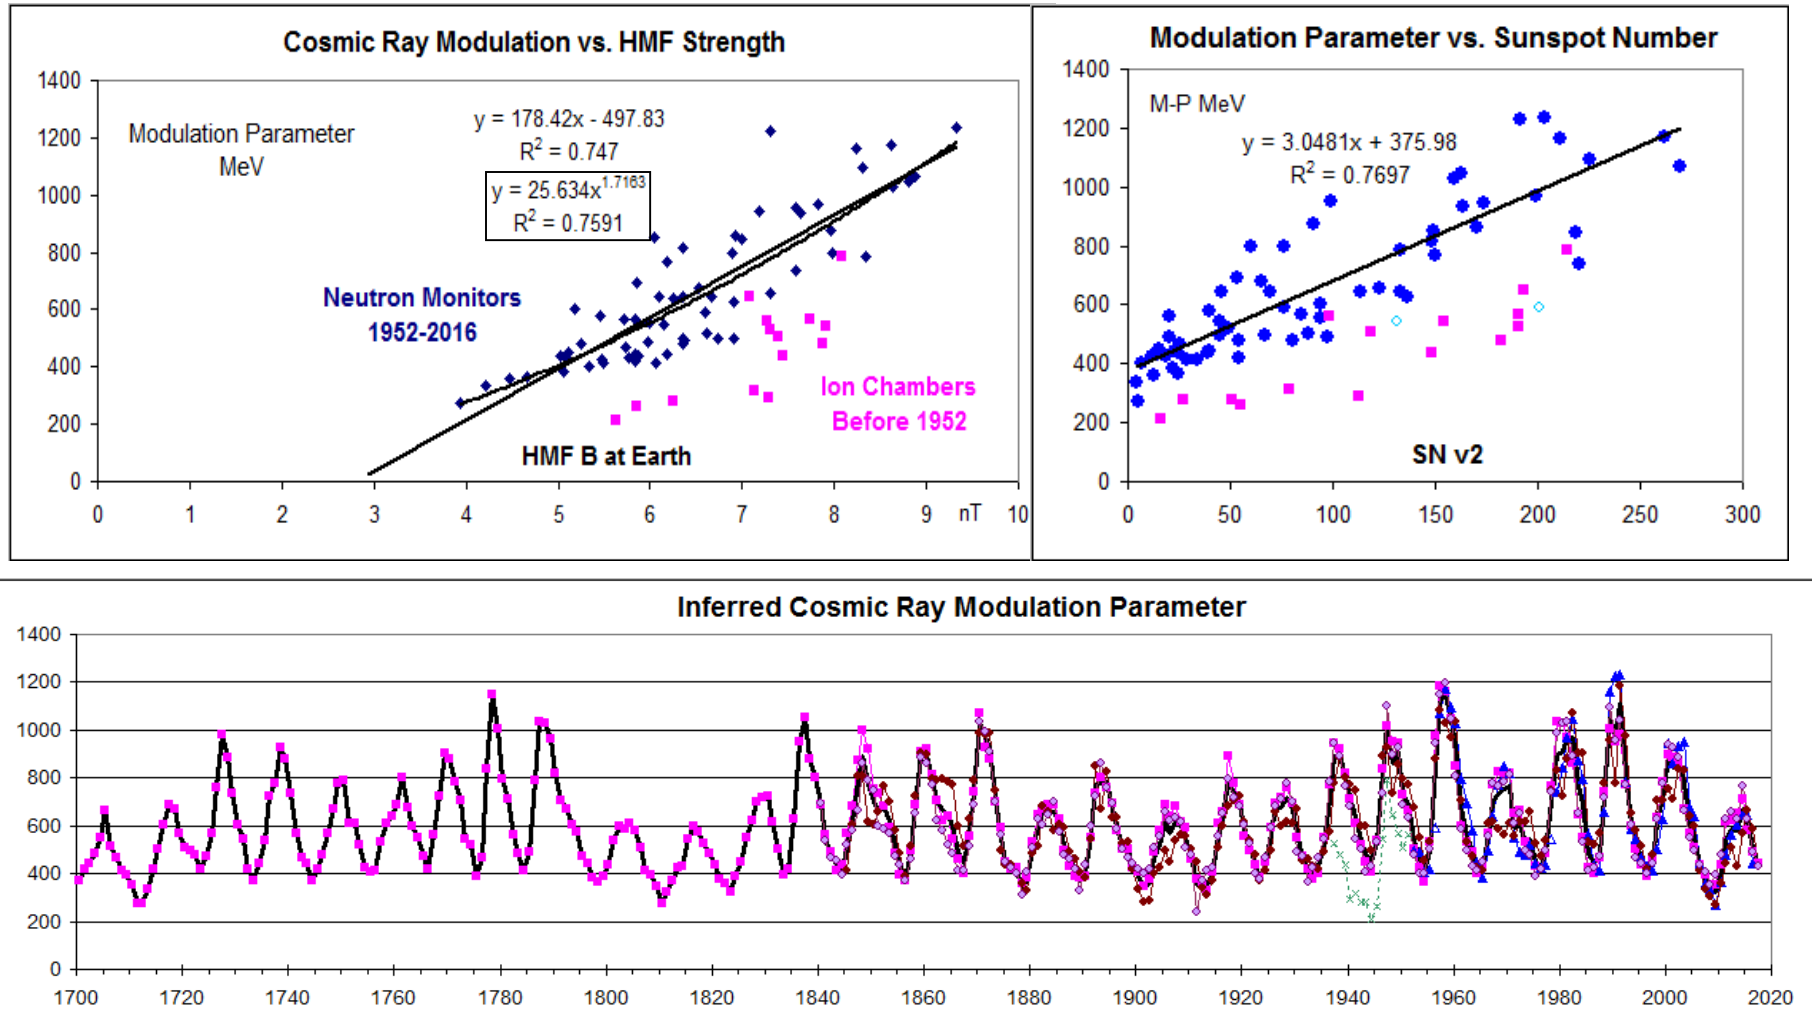 Cosmic Ray Modulation vs. HMF Strength
1400
1200
1000
800
600
400
200
0
Modulation Parameter
MeV
y = 178.42x - 497.83
R² = 0.747
y = 25.634x^1.7163
R² = 0.7591
Neutron Monitors
1952-2016
Ion Chambers
Before 1952
HMF B at Earth
0 1 2 3 4 5 6 7 8 9 nT 10
Modulation Parameter vs. Sunspot Number
1400
1200
1000
800
600
400
200
0
M-P MeV
y = 3.0481x + 375.98
R² = 0.7697
SN v2
0 50 100 150 200 250 300
Inferred Cosmic Ray Modulation Parameter
1400
1200
1000
800
600
400
200
0
1700 1720 1740 1760 1780 1800 1820 1840 1860 1880 1900 1920 1940 1960 1980 2000 2020